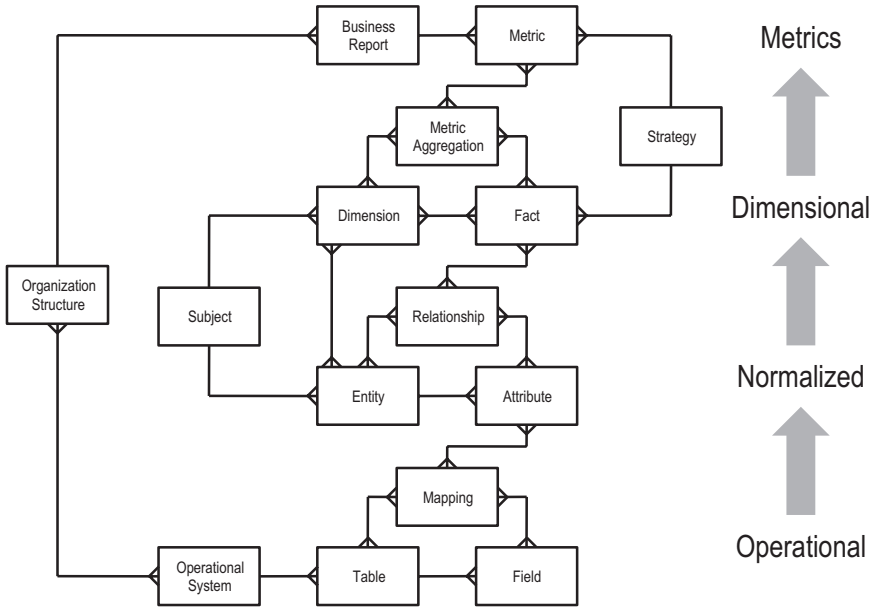 Business
Report
Metric
Metrics
Metric
Aggregation
Strategy
Dimension
Fact
Dimensional
Organization
Structure
Subject
Relationship
Entity
Attribute
Normalized
Mapping
Operational
System
Table
Field
Operational